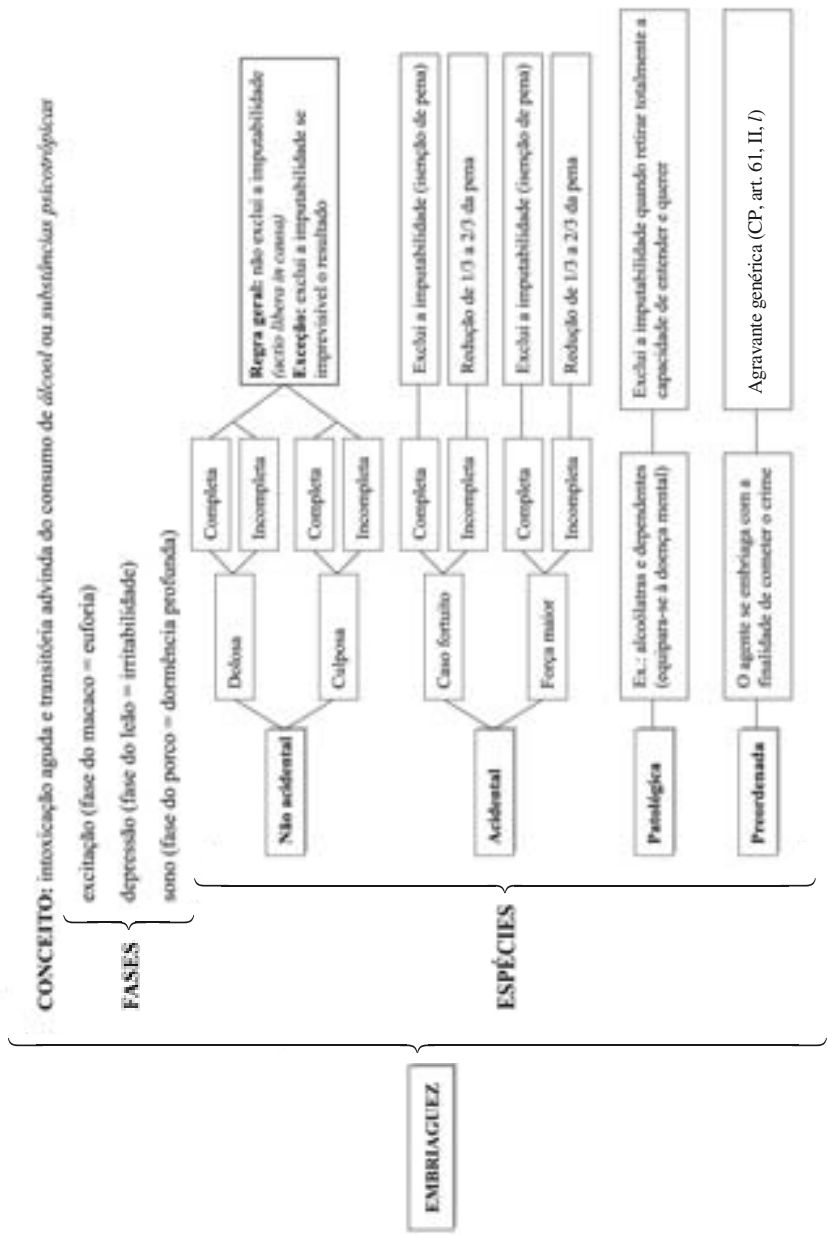 EMBRIAGUEZ
CONCEITO: intoxicação aguda e transitória advinda do consumo de álcool ou substâncias psicotrópicas
FASES
excitação (fase do macaco = euforia)
depressão (fase do leão = irritabilidade)
sono (fase do porco = dormência profunda)
ESPÉCIES
Não acidental
Dolosa
Completa
Incompleta
Culposa
Completa
Incompleta
Regra geral: não exclui a imputabilidade
(actio libera in causa)
Exceção: exclui a imputabilidade se
imprevisível o resultado
Acidental
Caso fortuito
Completa
Exclui a imputabilidade (isenção de pena)
Incompleta
Redução de 1/3 a 2/3 da pena
Força maior
Completa
Exclui a imputabilidade (isenção de pena)
Incompleta
Redução de 1/3 a 2/3 da pena
Patológica
Ex.: alcoólatras e dependentes
(equipara-se à doença mental)
Exclui a imputabilidade quando retirar totalmente a
capacidade de entender e querer
Preordenada
O agente se embriaga com a
finalidade de cometer o crime
Agravante genérica (CP, art. 61, II, l)